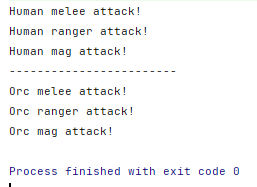 Human melee attack!
Human ranger attack!
Human mag attack!
------------------------
Orc melee attack!
Orc ranger attack!
Orc mag attack!
Process finished with exit code 0